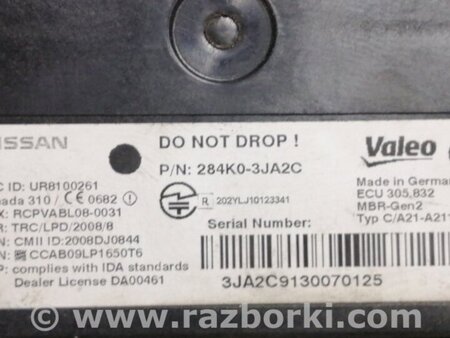 NISSAN
DO NOT DROP !
Valeo
P/N: 284K0-3JA2C
C ID: UR8100261
nada 310 / CE 0682
R 202YLJ10123341
Made in German
ECU 305,832
MBR-Gen2
Typ C/A21-A211
X: RCPVABL08-0031
R: TRC/LPD/2008/8
CMII ID:2008DJ0844
N: CCAB09LP1650T6
Serial Number:
P: complies with IDA standards
Dealer License DA00461
3JA2C9130070125
www.razborki.com